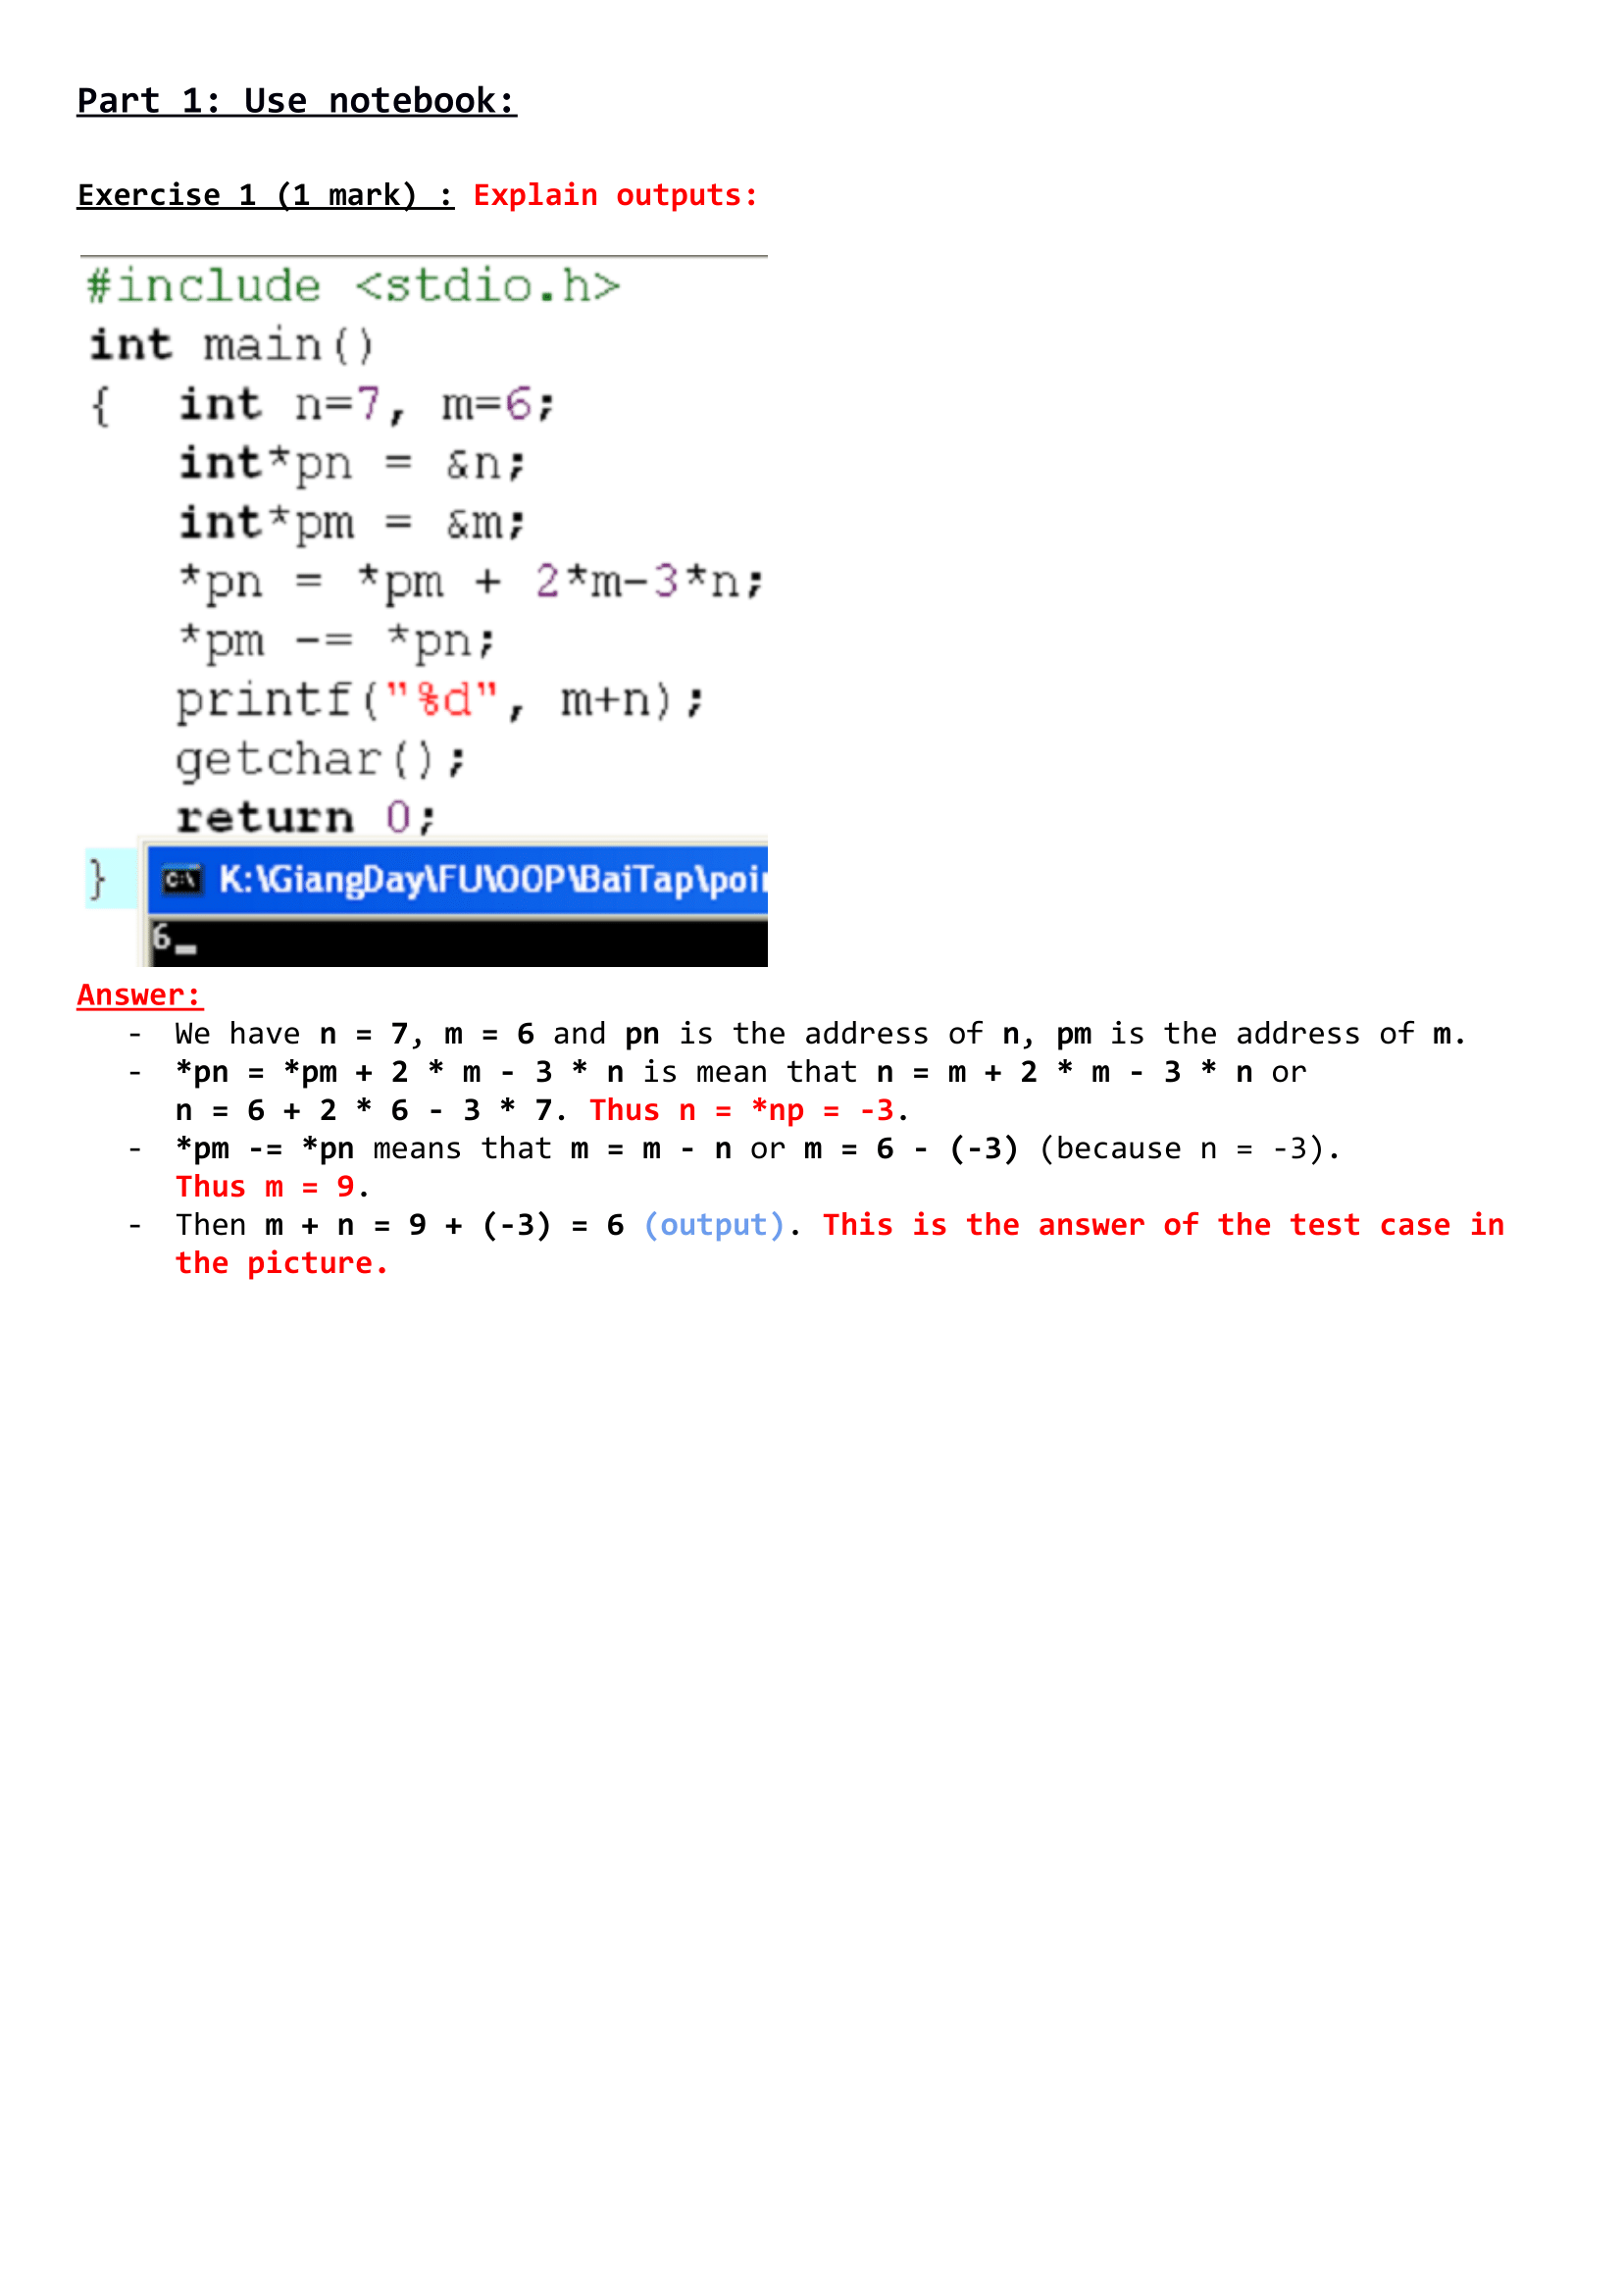 Part 1: Use notebook:
Exercise 1 (1 mark) : Explain outputs:
#include <stdio.h>
int main()
{ int n=7, m=6;
int*pn = &n;
int*pm = &m;
*pn = *pm + 2*m-3*n;
*pm -= *pn;
printf("%d", m+n);
getchar();
return 0;
}
K:\GiangDay\FU\OOP\BaiTap\poi
6_
Answer:
- We have n = 7, m = 6 and pn is the address of n, pm is the address of m.
- *pn = *pm + 2 * m - 3 * n is mean that n = m + 2 * m - 3 * n or
n = 6 + 2 * 6 - 3 * 7. Thus n = *np = -3.
- *pm -= *pn means that m = m - n or m = 6 - (-3) (because n = -3).
Thus m = 9.
- Then m + n = 9 + (-3) = 6 (output). This is the answer of the test case in
the picture.